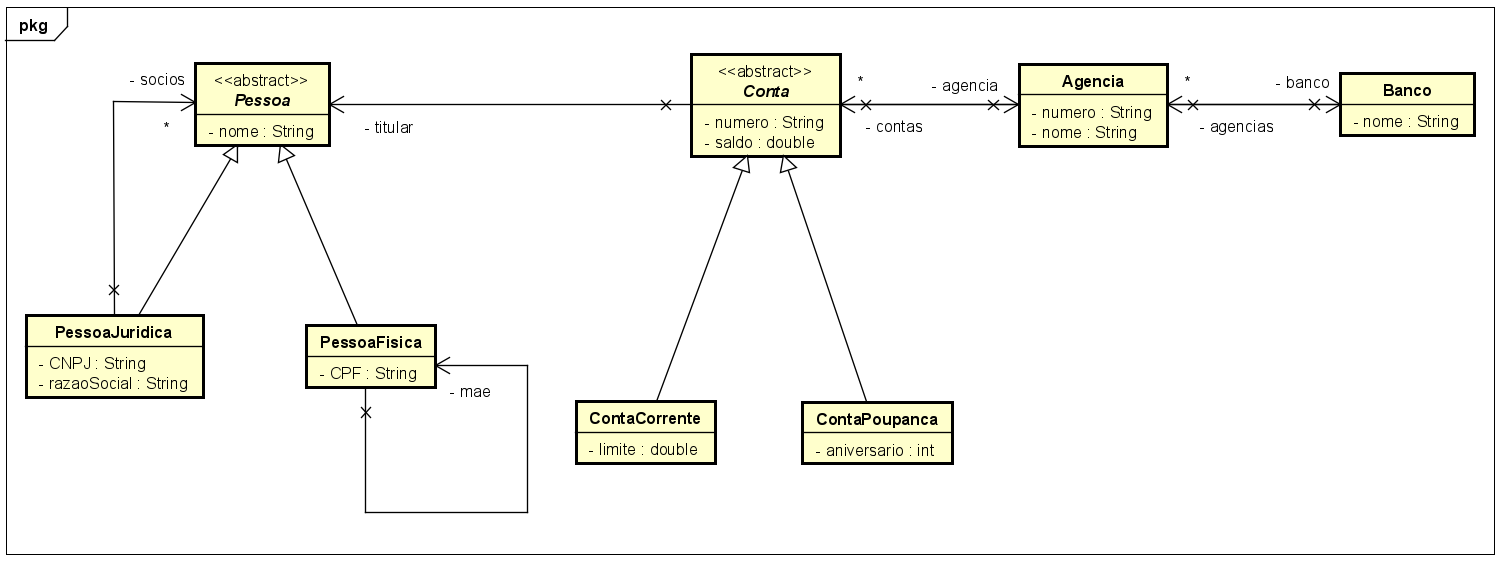 pkg
- socios
*
<<abstract>>
Pessoa
- nome : String
- titular
<<abstract>>
Conta
- numero : String
- saldo : double
*
- contas
- agencia
Agencia
- numero : String
- nome : String
*
- agencias
- banco
Banco
- nome : String
PessoaJuridica
- CNPJ : String
- razaoSocial : String
PessoaFisica
- CPF : String
- mae
ContaCorrente
- limite : double
ContaPoupanca
- aniversario : int